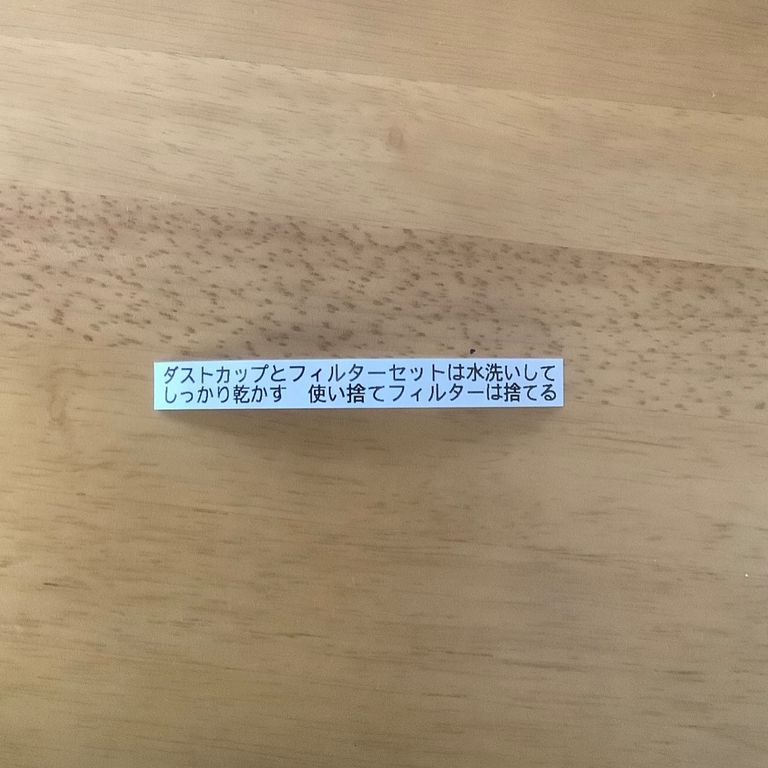 ダストカップとフィルターセットは水洗いして
しっかり乾かす　使い捨てフィルターは捨てる